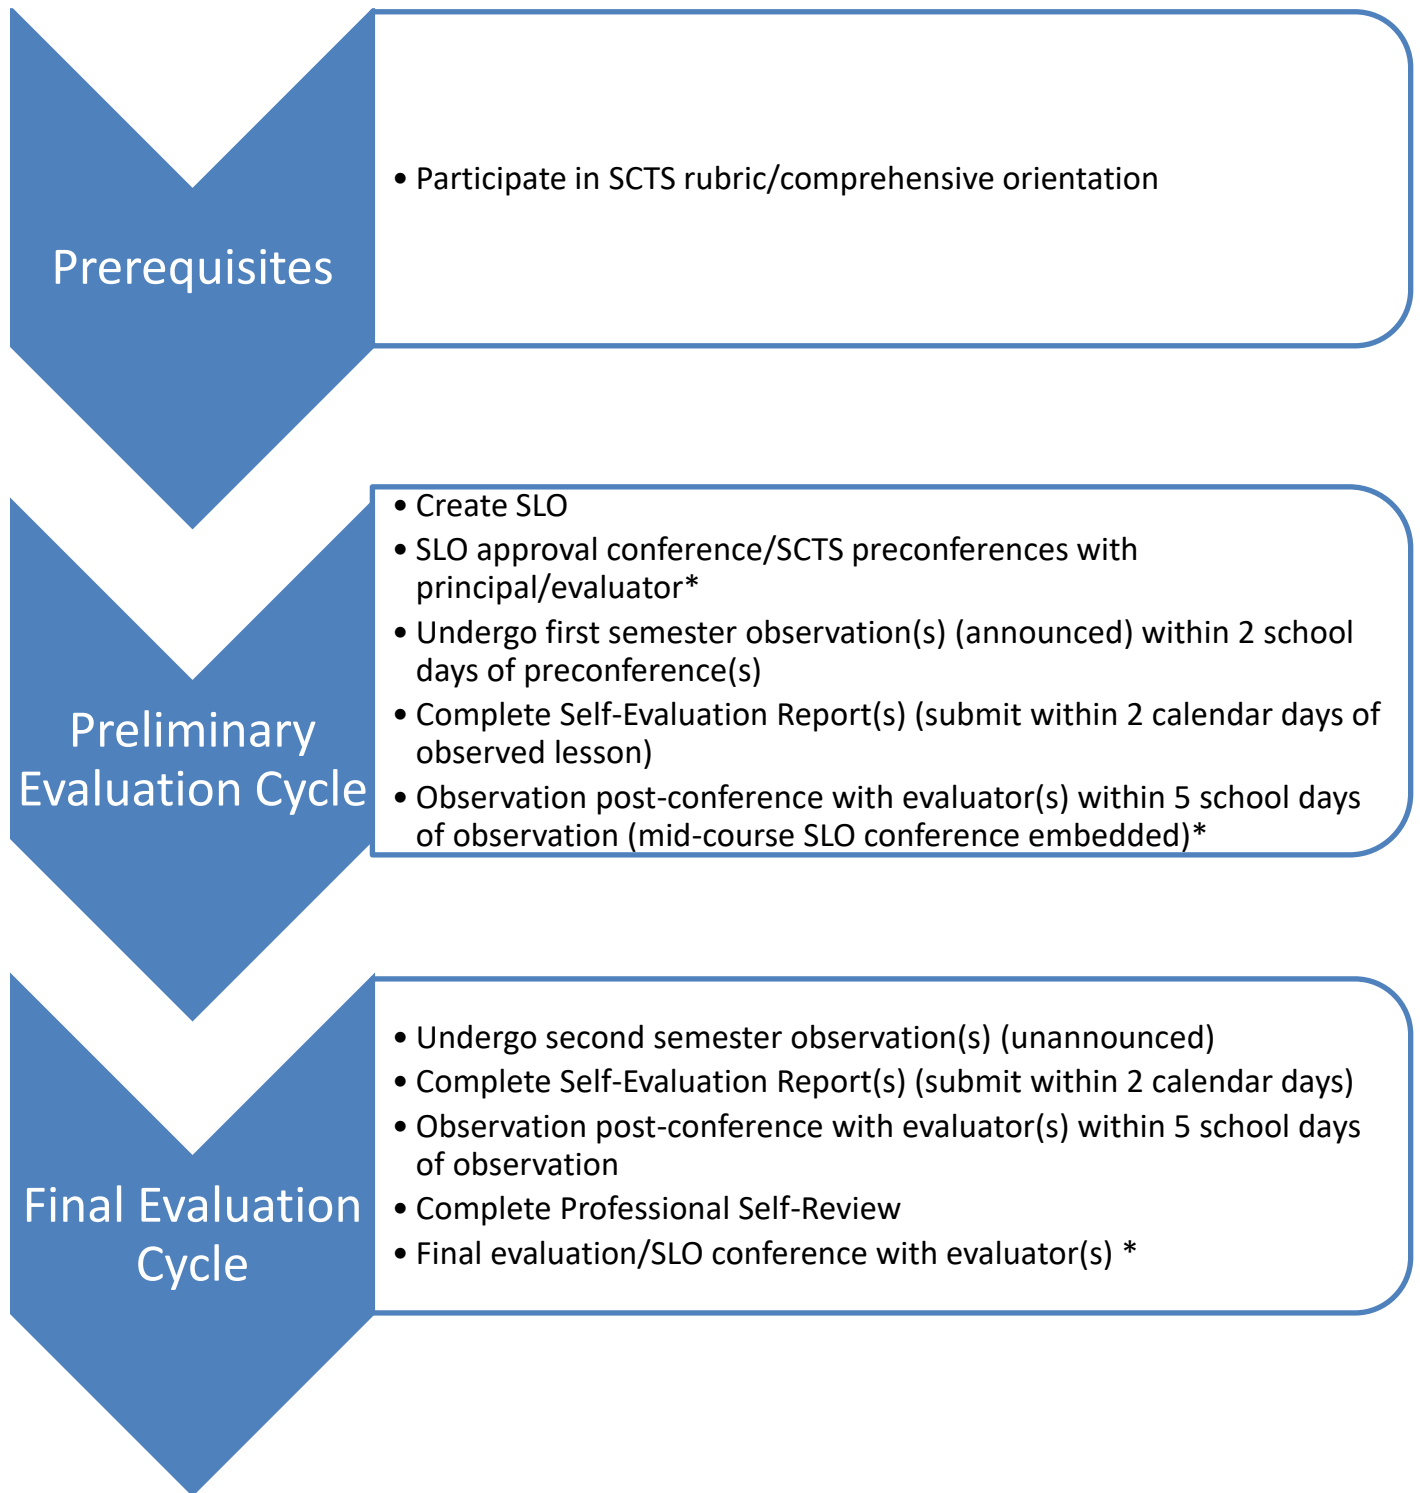 Prerequisites
• Participate in SCTS rubric/comprehensive orientation
Preliminary
Evaluation Cycle
• Create SLO
• SLO approval conference/SCTS preconferences with
principal/evaluator*
• Undergo first semester observation(s) (announced) within 2 school
days of preconference(s)
• Complete Self-Evaluation Report(s) (submit within 2 calendar days of
observed lesson)
• Observation post-conference with evaluator(s) within 5 school days
of observation (mid-course SLO conference embedded)*
Final Evaluation
Cycle
• Undergo second semester observation(s) (unannounced)
• Complete Self-Evaluation Report(s) (submit within 2 calendar days)
• Observation post-conference with evaluator(s) within 5 school days
of observation
• Complete Professional Self-Review
• Final evaluation/SLO conference with evaluator(s) *